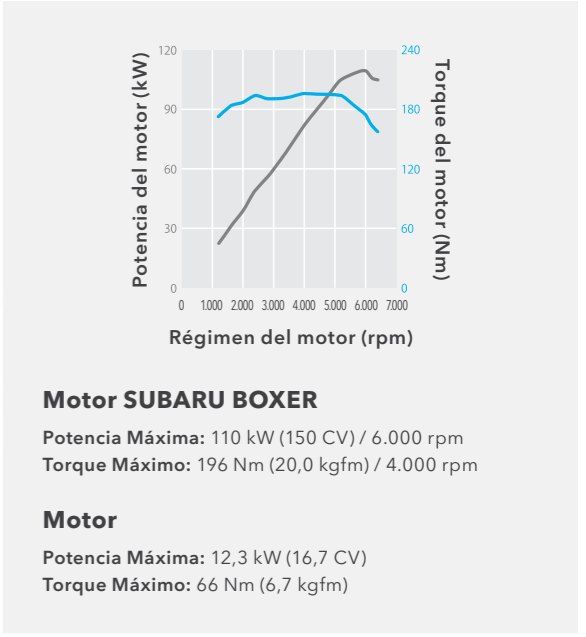 120
90
60
30
0
Potencia del motor (kW)
240
180
120
60
0
Torque del motor (Nm)
0 1.000 2.000 3.000 4.000 5.000 6.000 7.000
Régimen del motor (rpm)
Motor SUBARU BOXER
Potencia Máxima: 110 kW (150 CV) / 6.000 rpm
Torque Máximo: 196 Nm (20,0 kgfm) / 4.000 rpm
Motor
Potencia Máxima: 12,3 kW (16,7 CV)
Torque Máximo: 66 Nm (6,7 kgfm)